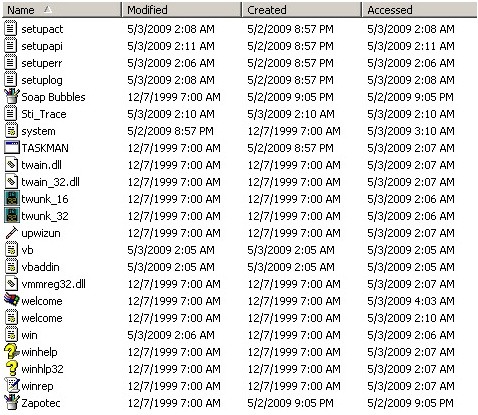 Name Modified Created Accessed
setupact 5/3/2009 2:08 AM 5/2/2009 8:57 PM 5/3/2009 2:08 AM
setupapi 5/3/2009 2:11 AM 5/2/2009 8:57 PM 5/3/2009 2:11 AM
setuperr 5/3/2009 2:06 AM 5/2/2009 8:57 PM 5/3/2009 2:06 AM
setuplog 5/3/2009 2:08 AM 5/2/2009 8:57 PM 5/3/2009 2:08 AM
Soap Bubbles 12/7/1999 7:00 AM 5/2/2009 9:05 PM 5/2/2009 9:05 PM
Sti_Trace 5/3/2009 2:10 AM 5/3/2009 2:10 AM 5/3/2009 2:10 AM
system 5/2/2009 8:57 PM 12/7/1999 7:00 AM 5/3/2009 3:10 AM
TASKMAN 12/7/1999 7:00 AM 5/2/2009 8:57 PM 5/3/2009 2:07 AM
twain.dll 12/7/1999 7:00 AM 12/7/1999 7:00 AM 5/3/2009 2:07 AM
twain_32.dll 12/7/1999 7:00 AM 12/7/1999 7:00 AM 5/3/2009 2:07 AM
twunk_16 12/7/1999 7:00 AM 12/7/1999 7:00 AM 5/3/2009 2:06 AM
twunk_32 12/7/1999 7:00 AM 12/7/1999 7:00 AM 5/3/2009 2:06 AM
upwizun 12/7/1999 7:00 AM 12/7/1999 7:00 AM 5/3/2009 2:07 AM
vb 5/3/2009 2:05 AM 5/3/2009 2:05 AM 5/3/2009 2:05 AM
vbaddin 5/3/2009 2:05 AM 5/3/2009 2:05 AM 5/3/2009 2:05 AM
vmmreg32.dll 12/7/1999 7:00 AM 12/7/1999 7:00 AM 5/3/2009 2:07 AM
welcome 12/7/1999 7:00 AM 12/7/1999 7:00 AM 5/3/2009 4:03 AM
welcome 12/7/1999 7:00 AM 12/7/1999 7:00 AM 5/3/2009 2:10 AM
win 5/3/2009 2:06 AM 12/7/1999 7:00 AM 5/3/2009 2:06 AM
winhelp 12/7/1999 7:00 AM 12/7/1999 7:00 AM 5/3/2009 2:07 AM
winhlp32 12/7/1999 7:00 AM 12/7/1999 7:00 AM 5/3/2009 2:07 AM
winrep 12/7/1999 7:00 AM 12/7/1999 7:00 AM 5/3/2009 2:07 AM
Zapotec 12/7/1999 7:00 AM 5/2/2009 9:05 PM 5/2/2009 9:05 PM